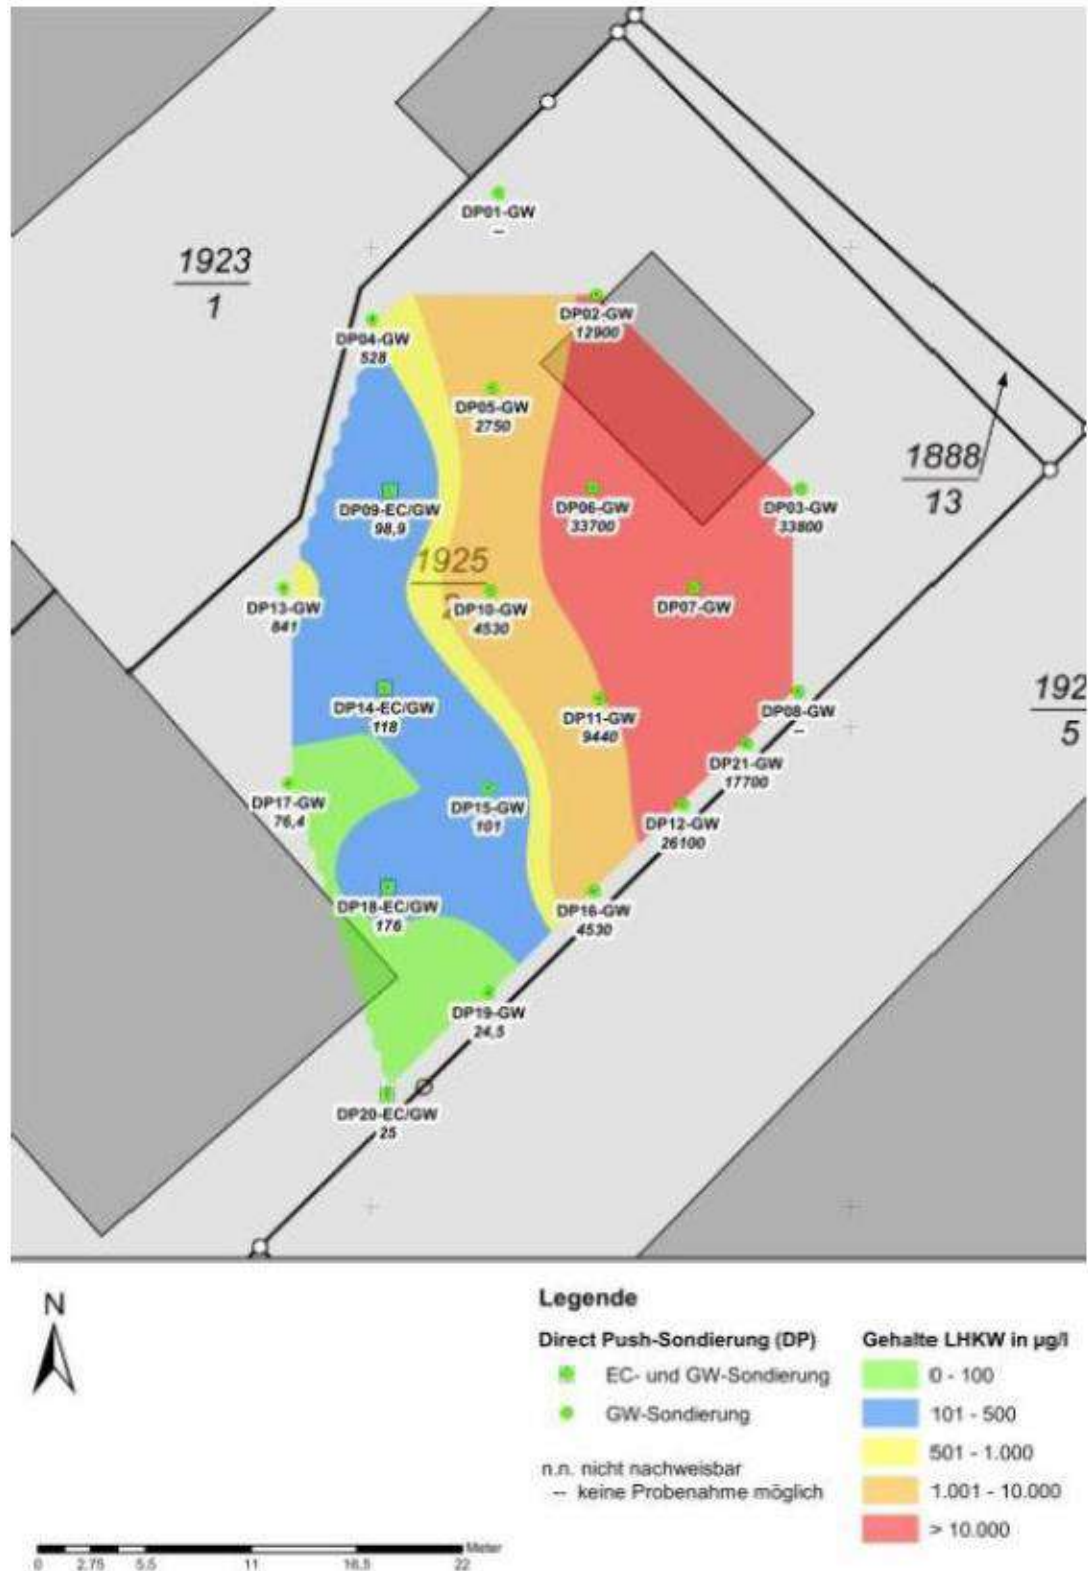 DP01-GW
--
1923
1
DP02-GW
12900
DP04-GW
528
DP05-GW
2750
1888
13
DP09-EC/GW
98,9
DP06-GW
33700
DP03-GW
33800
1925
2
DP13-GW
841
DP10-GW
4530
DP07-GW
DP14-EC/GW
118
DP11-GW
9440
DP08-GW
--
192
5
DP21-GW
17700
DP17-GW
76,4
DP15-GW
101
DP12-GW
26100
DP18-EC/GW
176
DP16-GW
4530
DP19-GW
24,5
DP20-EC/GW
25
N
Legende
Direct Push-Sondierung (DP)
EC- und GW-Sondierung
GW-Sondierung
n.n. nicht nachweisbar
-- keine Probenahme möglich
Gehalte LHKW in µg/l
0 - 100
101 - 500
501 - 1.000
1.001 - 10.000
> 10.000
Meter
0 2,75 5,5 11 16,5 22